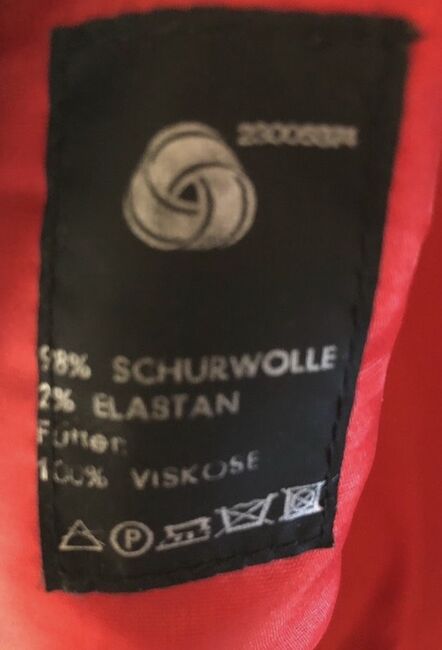 98% SCHURWOLLE
2% ELASTAN
Futter:
100% VISKOSE
P